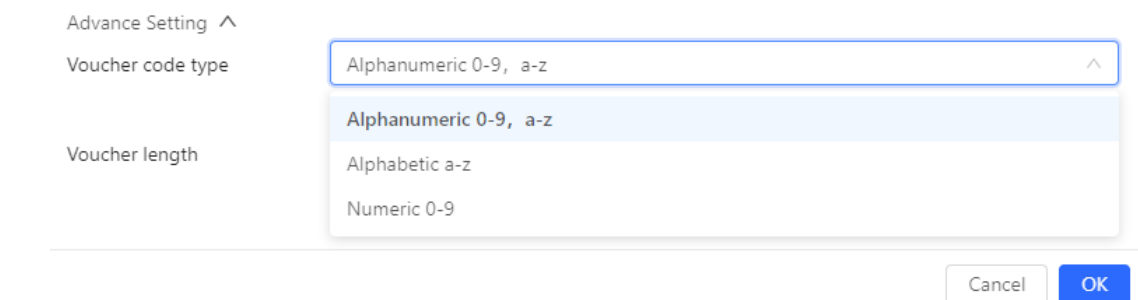 Advance Setting
Voucher code type
Alphanumeric 0-9，a-z
Alphanumeric 0-9，a-z
Voucher length
Alphabetic a-z
Numeric 0-9
Cancel
OK